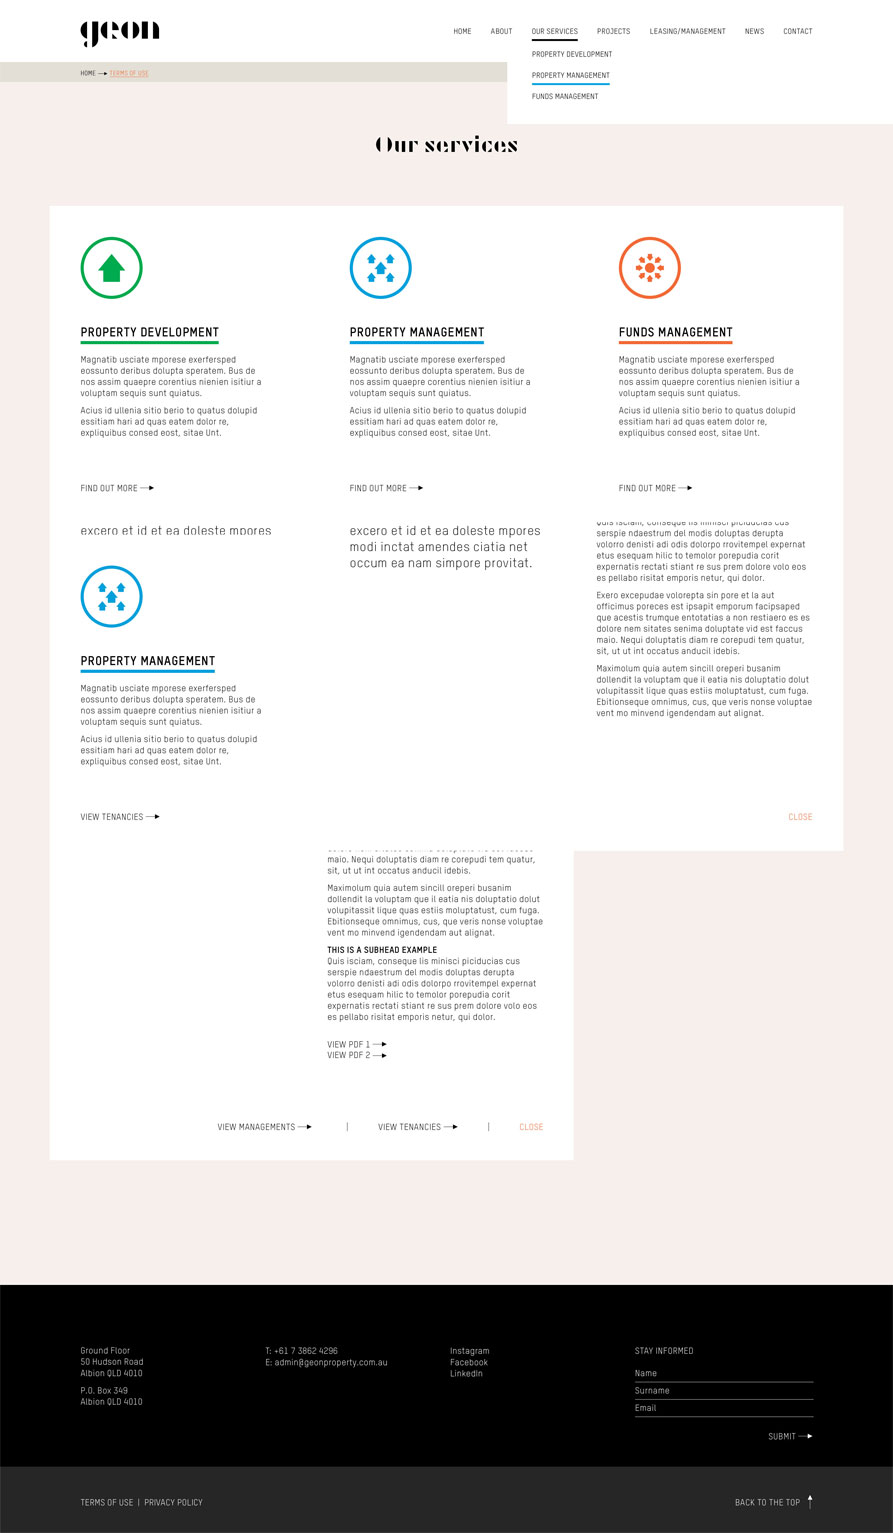 geon
HOME
ABOUT
OUR SERVICES
PROJECTS
LEASING/MANAGEMENT
NEWS
CONTACT
PROPERTY DEVELOPMENT
PROPERTY MANAGEMENT
FUNDS MANAGEMENT
HOME
TERMS OF USE
Our services
PROPERTY DEVELOPMENT
Magnatib usciate mporese exerfersped
eossunto deribus dolupta speratem. Bus de
nos assim quaepre corentius nienien isitiur a
voluptam sequis sunt quiatus.
Acius id ullenia sitio berio to quatus dolupid
essitiam hari ad quas eatem dolor re,
expliquibus consed eost, sitae Unt.
FIND OUT MORE
PROPERTY MANAGEMENT
Magnatib usciate mporese exerfersped
eossunto deribus dolupta speratem. Bus de
nos assim quaepre corentius nienien isitiur a
voluptam sequis sunt quiatus.
Acius id ullenia sitio berio to quatus dolupid
essitiam hari ad quas eatem dolor re,
expliquibus consed eost, sitae Unt.
FIND OUT MORE
FUNDS MANAGEMENT
Magnatib usciate mporese exerfersped
eossunto deribus dolupta speratem. Bus de
nos assim quaepre corentius nienien isitiur a
voluptam sequis sunt quiatus.
Acius id ullenia sitio berio to quatus dolupid
essitiam hari ad quas eatem dolor re,
expliquibus consed eost, sitae Unt.
FIND OUT MORE
excero et id et ea doleste mpores
PROPERTY MANAGEMENT
Magnatib usciate mporese exerfersped
eossunto deribus dolupta speratem. Bus de
nos assim quaepre corentius nienien isitiur a
voluptam sequis sunt quiatus.
Acius id ullenia sitio berio to quatus dolupid
essitiam hari ad quas eatem dolor re,
expliquibus consed eost, sitae Unt.
VIEW TENANCIES
excero et id et ea doleste mpores
modi inctat amendes ciatia net
occum ea nam simpore provitat.
Quis isciam, conseque lis minisci piciducias cus
serspie ndaestrum del modis doluptas derupta
volorro denisti adi odis dolorpo rrovitempel expernat
etus esequam hilic to temolor porepudia corit
expernatis rectati stiant re sus prem dolore volo eos
es pellabo risitat emporis netur, qui dolor.
Exero excepudae volorepta sin pore et la aut
officimus poreces est ipsapit emporum facipsaped
que acestis trumque entotatias a non restiaero es es
dolore nem sitates senima doluptate vid est faccus
maio. Nequi doluptatis diam re corepudi tem quatur,
sit, ut ut int occatus anducil idebis.
Maximolum quia autem sincill oreperi busanim
dollendit la voluptam que il eatia nis doluptatio dolut
volupitassit lique quas estiis moluptatust, cum fuga.
Ebitionseque omnimus, cus, que veris nonse voluptae
vent mo minvend igendendam aut alignat.
CLOSE
maio. Nequi doluptatis diam re corepudi tem quatur,
sit, ut ut int occatus anducil idebis.
Maximolum quia autem sincill oreperi busanim
dollendit la voluptam que il eatia nis doluptatio dolut
volupitassit lique quas estiis moluptatust, cum fuga.
Ebitionseque omnimus, cus, que veris nonse voluptae
vent mo minvend igendendam aut alignat.
THIS IS A SUBHEAD EXAMPLE
Quis isciam, conseque lis minisci piciducias cus
serspie ndaestrum del modis doluptas derupta
volorro denisti adi odis dolorpo rrovitempel expernat
etus esequam hilic to temolor porepudia corit
expernatis rectati stiant re sus prem dolore volo eos
es pellabo risitat emporis netur, qui dolor.
VIEW PDF 1
VIEW PDF 2
VIEW MANAGEMENTS | VIEW TENANCIES | CLOSE
Ground Floor
50 Hudson Road
Albion QLD 4010
P.O. Box 349
Albion QLD 4010
T: +61 7 3862 4296
E: admin@geonproperty.com.au
Instagram
Facebook
LinkedIn
STAY INFORMED
Name
Surname
Email
SUBMIT
TERMS OF USE | PRIVACY POLICY
BACK TO THE TOP